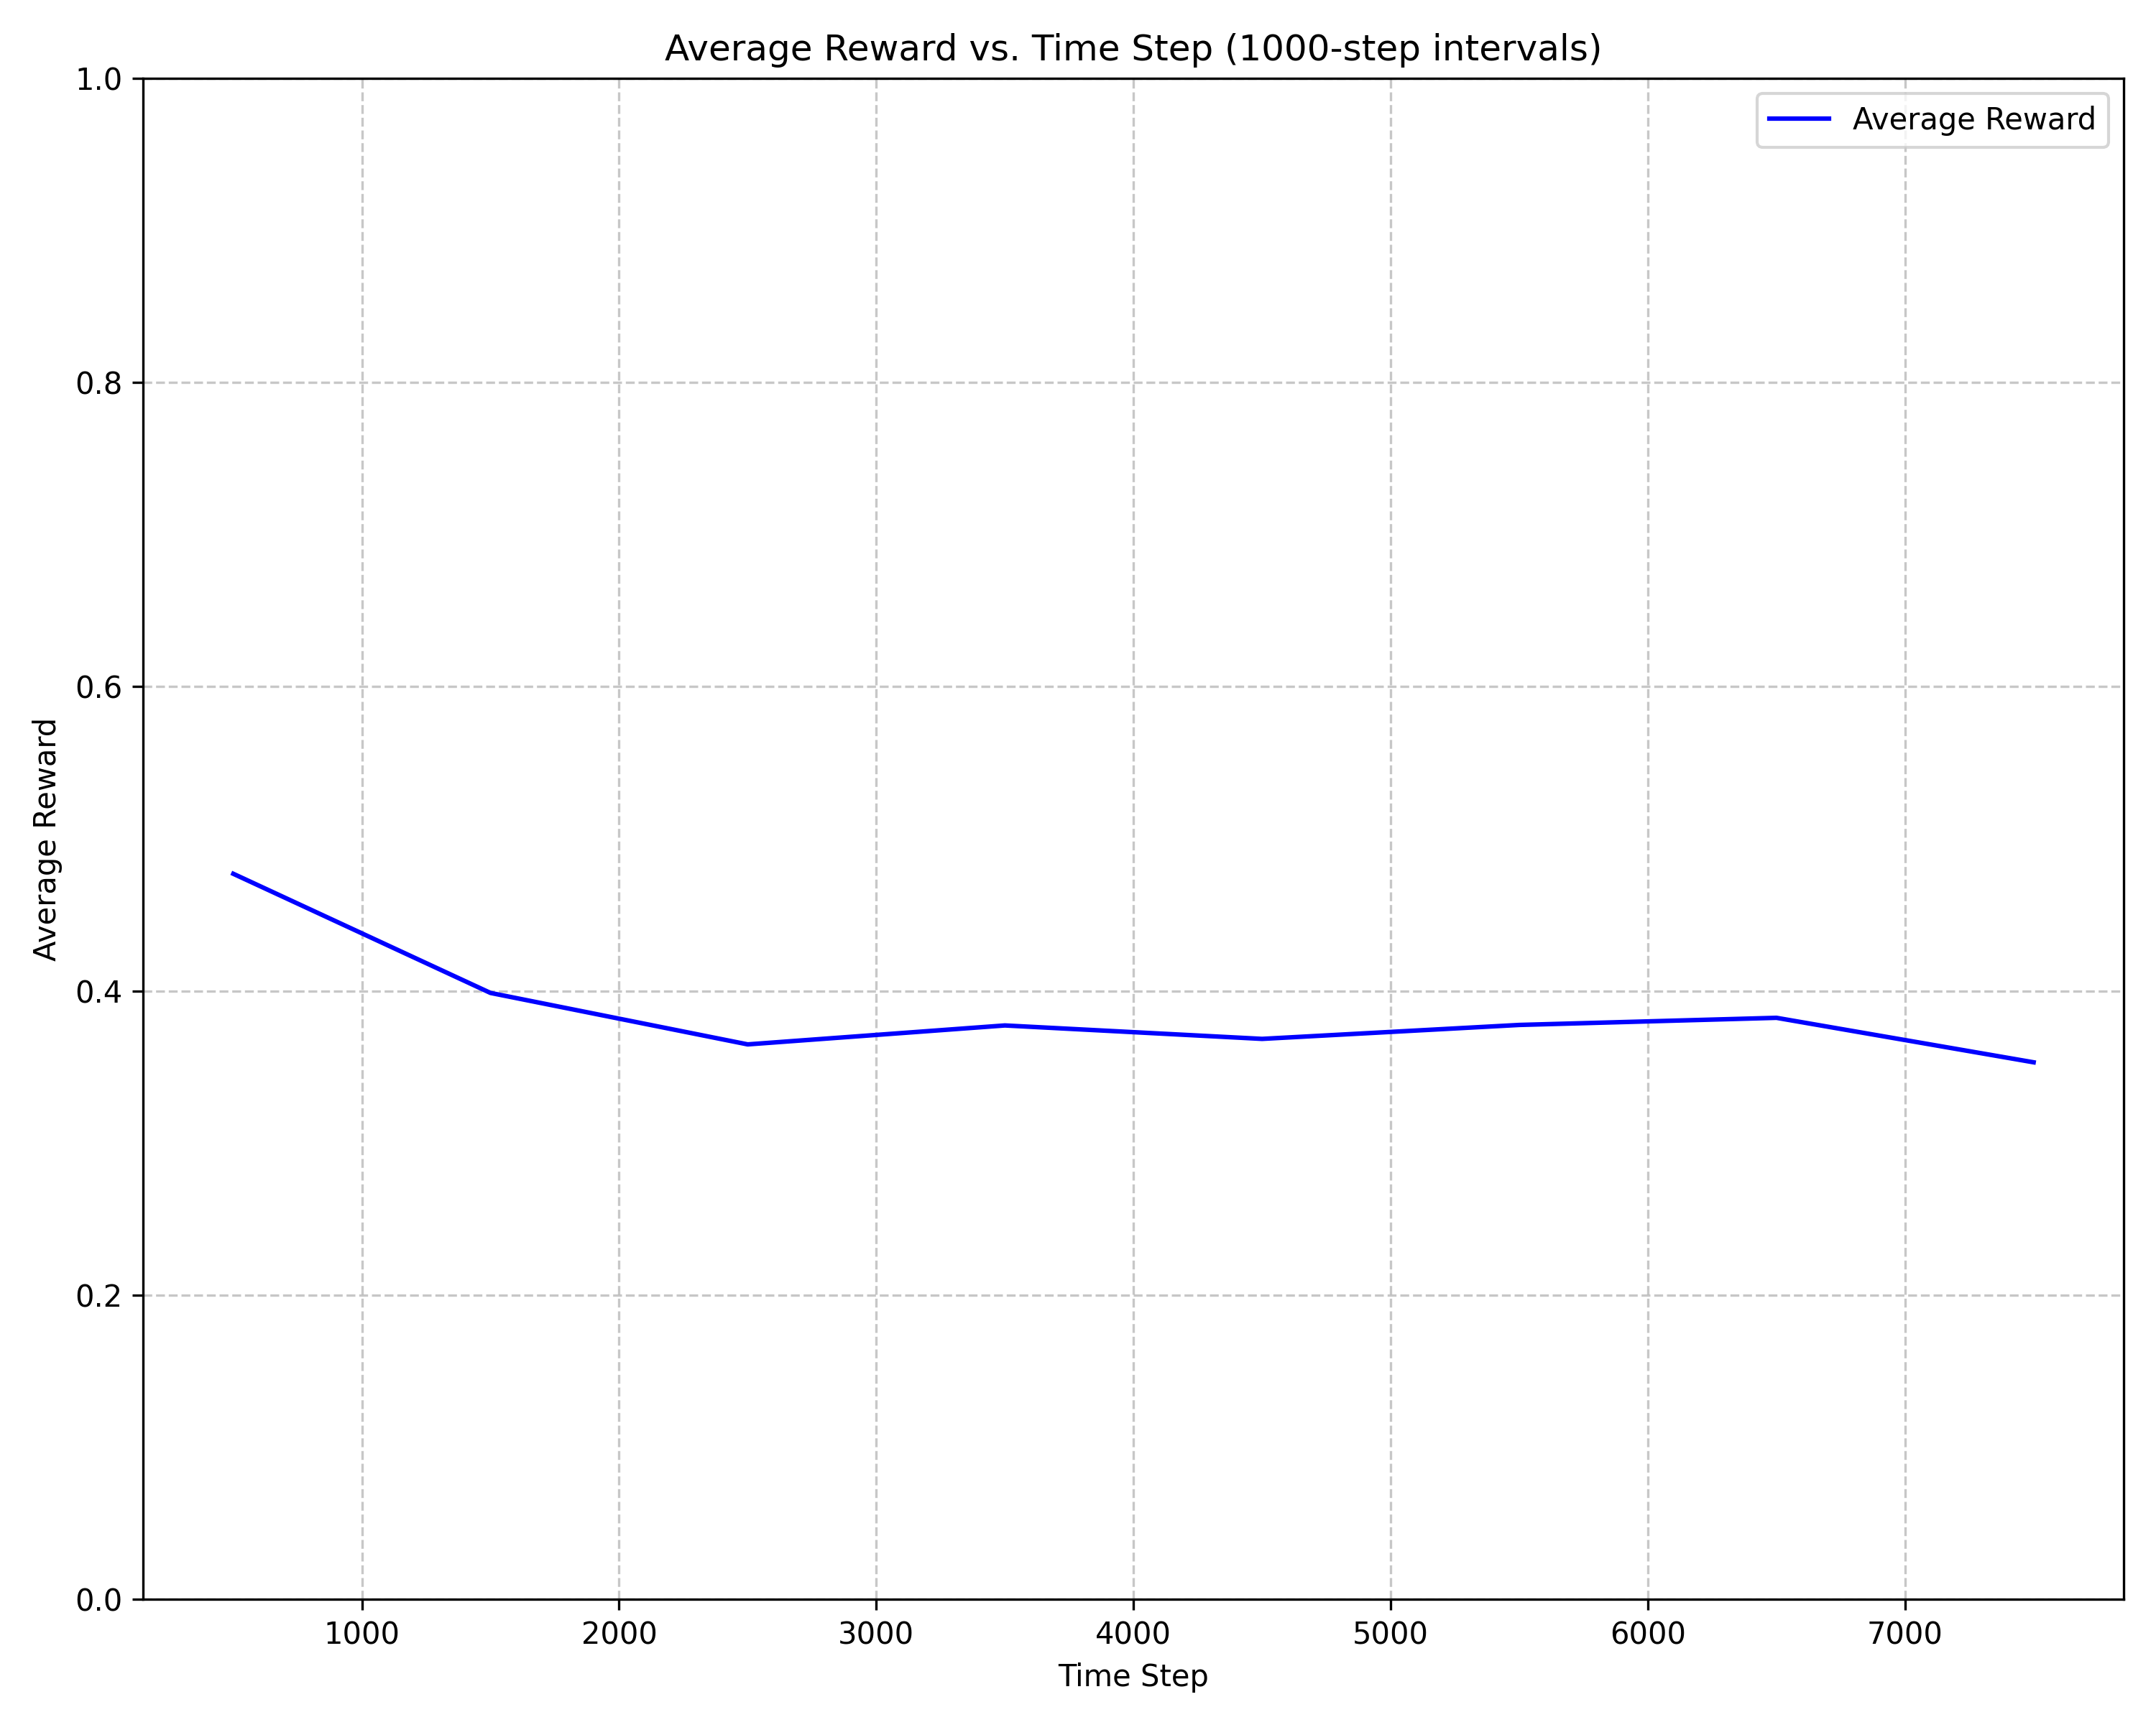 Average Reward vs. Time Step (1000-step intervals)
Average Reward
1.0
0.8
0.6
0.4
0.2
0.0
Average Reward
1000 2000 3000 4000 5000 6000 7000
Time Step